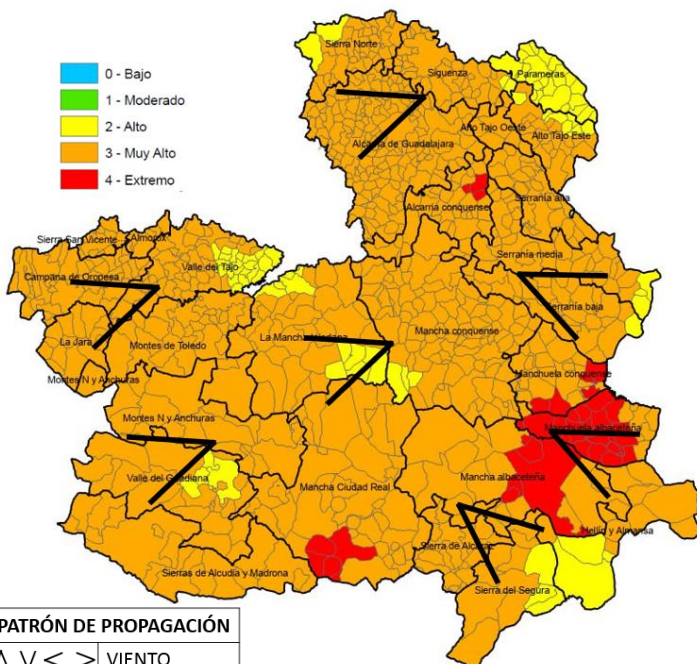 0 - Bajo
1 - Moderado
2 - Alto
3 - Muy Alto
4 - Extremo
Sierra Norte
Siguenza
Parameras
Alto Tajo Oeste
Alto Tajo Este
Alcarria de Guadalajara
Alcarria conquense
Serranía alta
Sierra San Vicente
Almorox
Serranía media
Campana de Oropesa
Valle del Tajo
Serranía baja
La Jara
Montes de Toledo
La Mancha toledana
Mancha conquense
Montes N y Anchuras
Manchuela conquense
Montes N y Anchuras
Manchuela albaceteña
Valle del Guadiana
Mancha Ciudad Real
Mancha albaceteña
Hellín y Almansa
Sierra de Alcaraz
Sierras de Alcudia y Madrona
Sierra del Segura
PATRÓN DE PROPAGACIÓN
Λ V < > VIENTO